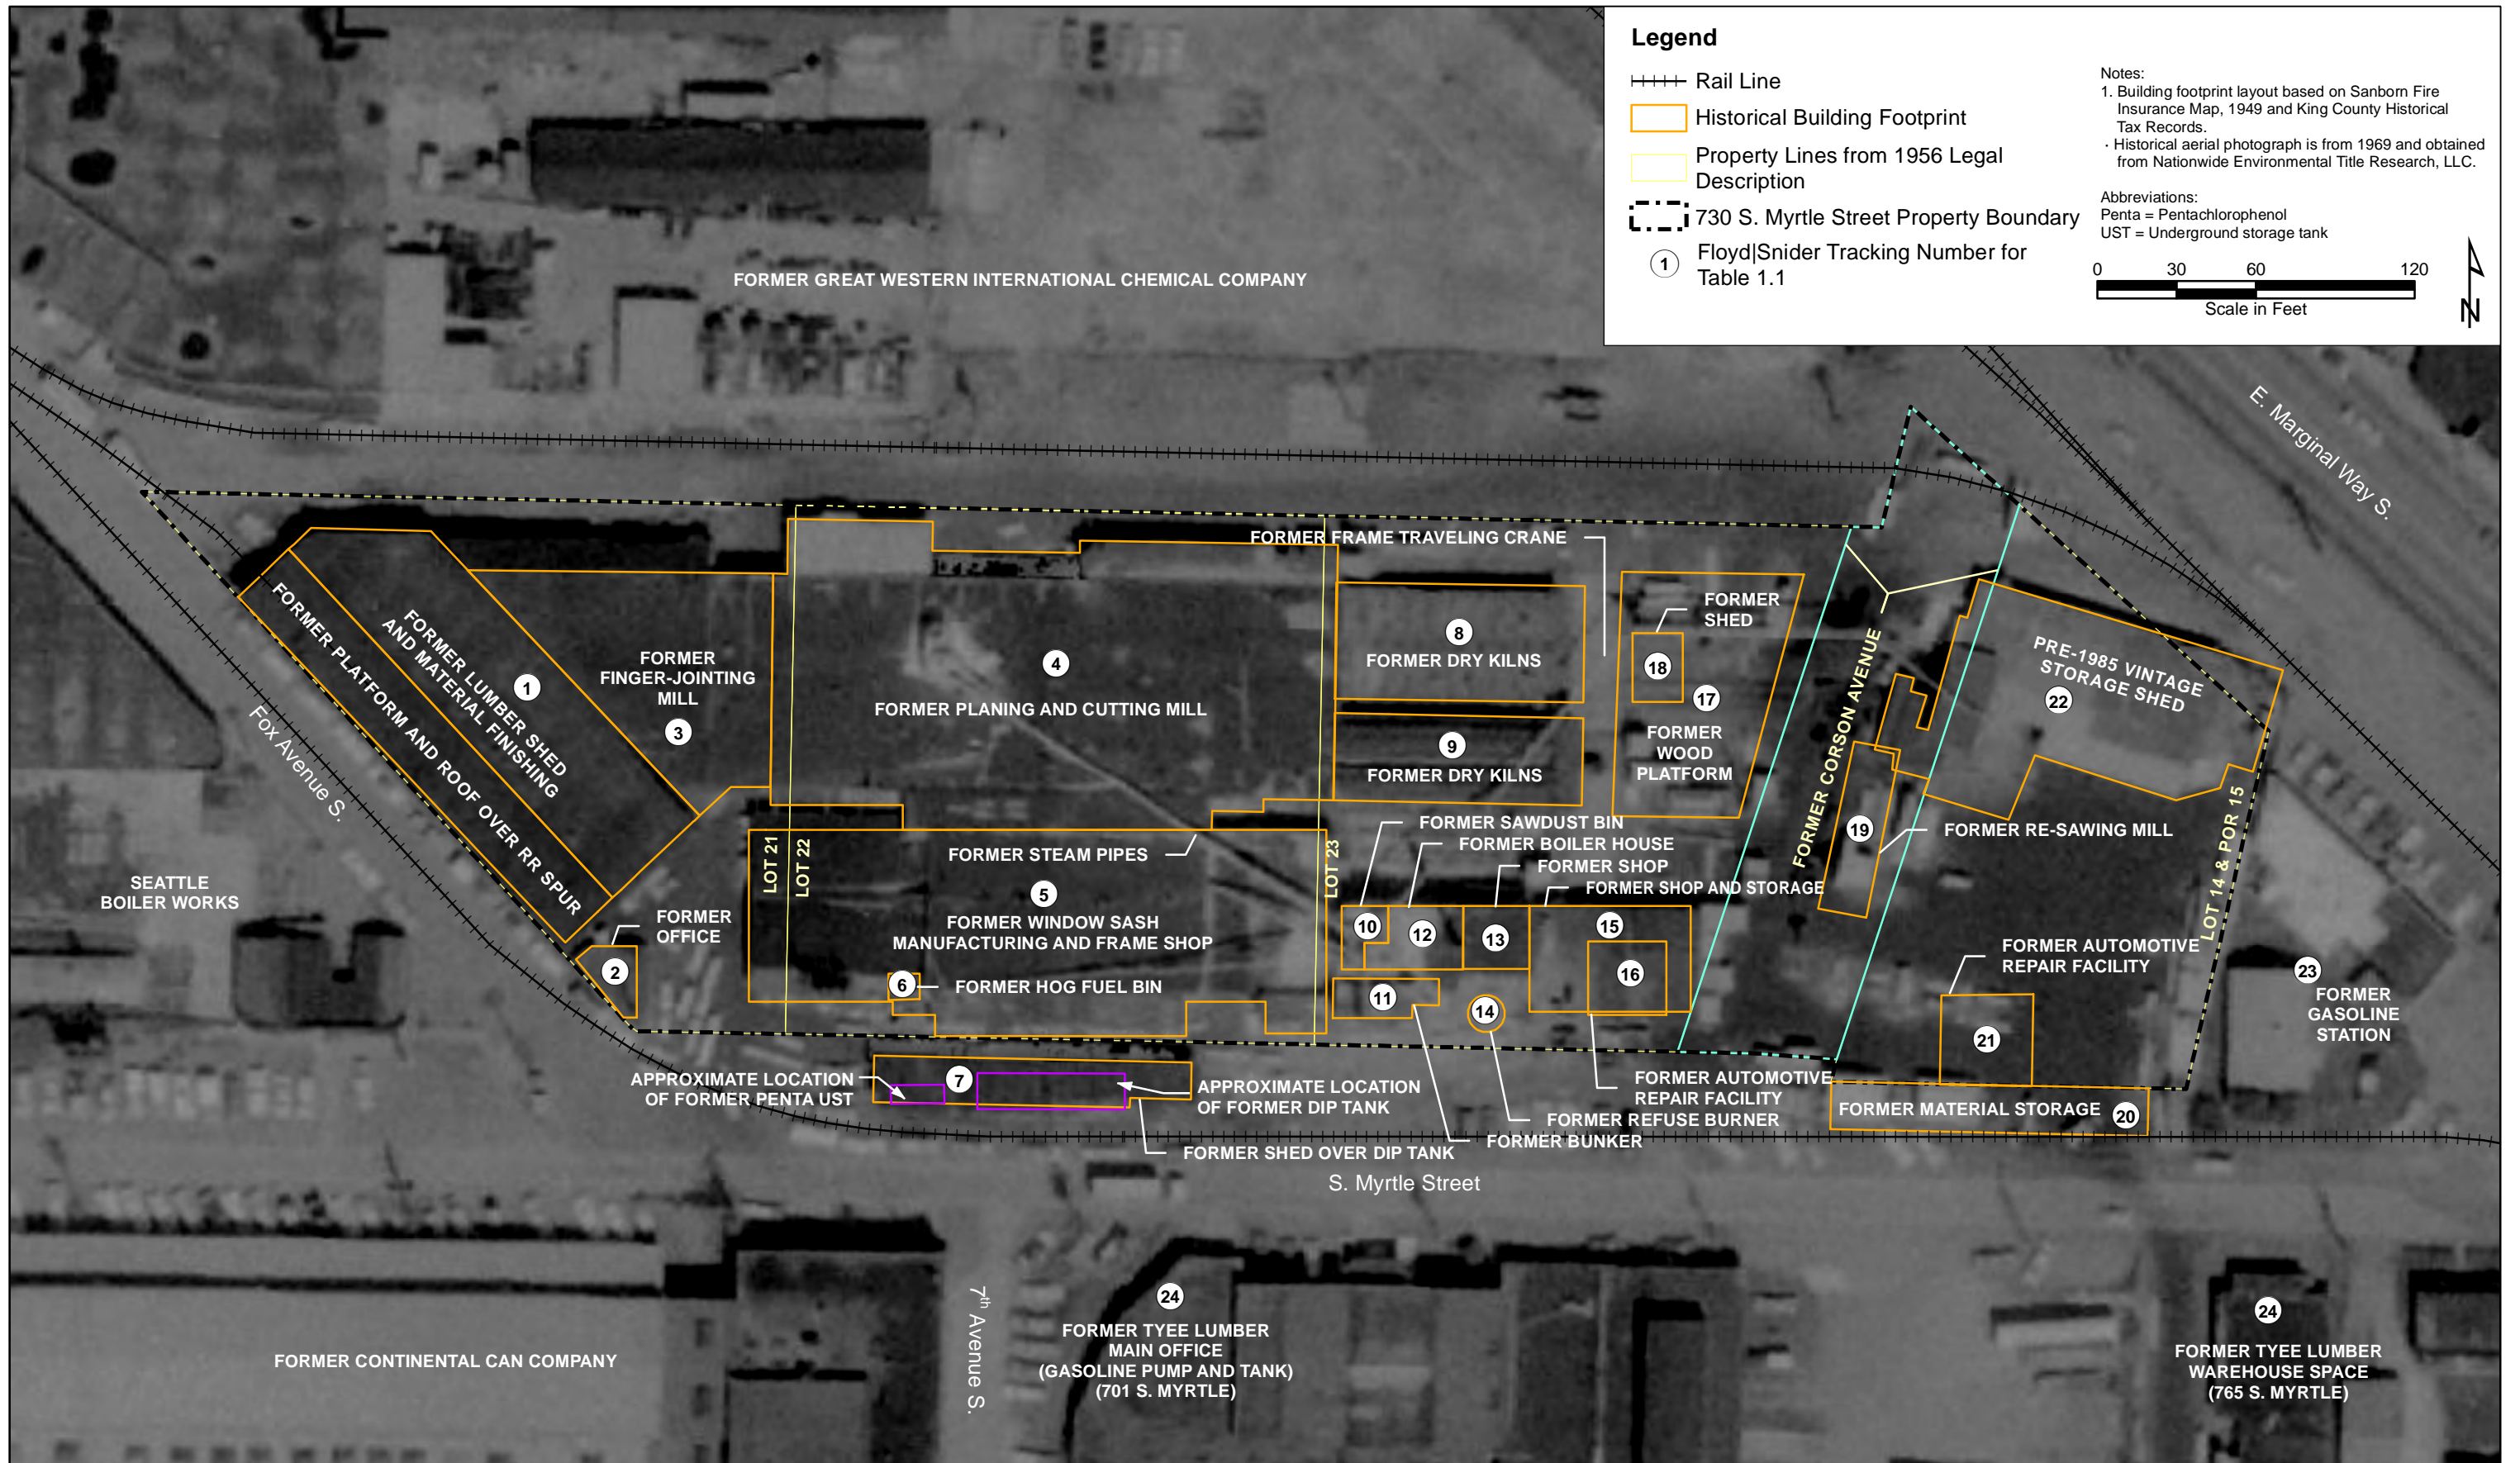 Legend
Rail Line
Historical Building Footprint
Property Lines from 1956 Legal
Description
730 S. Myrtle Street Property Boundary
1
Floyd|Snider Tracking Number for
Table 1.1
Notes:
1. Building footprint layout based on Sanborn Fire
Insurance Map, 1949 and King County Historical
Tax Records.
· Historical aerial photograph is from 1969 and obtained
from Nationwide Environmental Title Research, LLC.
Abbreviations:
Penta = Pentachlorophenol
UST = Underground storage tank
0 30 60 120
Scale in Feet
N
FORMER GREAT WESTERN INTERNATIONAL CHEMICAL COMPANY
E. Marginal Way S.
FORMER PLATFORM AND ROOF OVER RR SPUR
FORMER LUMBER SHED
AND MATERIAL FINISHING
1
FORMER
FINGER-JOINTING
MILL
3
4
FORMER PLANING AND CUTTING MILL
FORMER FRAME TRAVELING CRANE
8
FORMER DRY KILNS
9
FORMER DRY KILNS
FORMER
SHED
18
17
FORMER
WOOD
PLATFORM
FORMER CORSON AVENUE
PRE-1985 VINTAGE
STORAGE SHED
22
19
FORMER RE-SAWING MILL
LOT 14 & POR 15
Fox Avenue S.
SEATTLE
BOILER WORKS
FORMER
OFFICE
2
LOT 21
LOT 22
FORMER STEAM PIPES
5
FORMER WINDOW SASH
MANUFACTURING AND FRAME SHOP
6
FORMER HOG FUEL BIN
LOT 23
FORMER SAWDUST BIN
FORMER BOILER HOUSE
FORMER SHOP
FORMER SHOP AND STORAGE
10
12
13
15
16
11
14
FORMER AUTOMOTIVE
REPAIR FACILITY
21
23
FORMER
GASOLINE
STATION
APPROXIMATE LOCATION
OF FORMER PENTA UST
7
APPROXIMATE LOCATION
OF FORMER DIP TANK
FORMER AUTOMOTIVE
REPAIR FACILITY
FORMER REFUSE BURNER
FORMER BUNKER
FORMER SHED OVER DIP TANK
FORMER MATERIAL STORAGE
20
S. Myrtle Street
7th Avenue S.
FORMER CONTINENTAL CAN COMPANY
24
FORMER TYEE LUMBER
MAIN OFFICE
(GASOLINE PUMP AND TANK)
(701 S. MYRTLE)
24
FORMER TYEE LUMBER
WAREHOUSE SPACE
(765 S. MYRTLE)